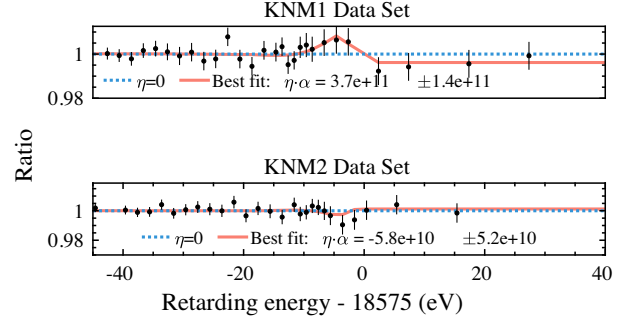 KNM1 Data Set
1
0.98
η=0 Best fit: η·α = 3.7e+11 ±1.4e+11
Ratio
KNM2 Data Set
1
0.98
η=0 Best fit: η·α = -5.8e+10 ±5.2e+10
-40 -20 0 20 40
Retarding energy - 18575 (eV)